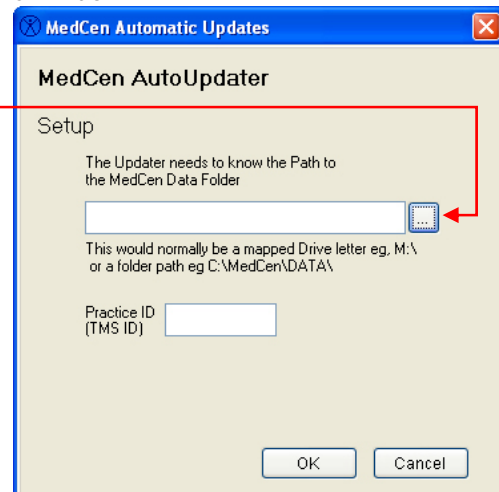 MedCen Automatic Updates
MedCen AutoUpdater
Setup
The Updater needs to know the Path to
the MedCen Data Folder
...
This would normally be a mapped Drive letter eg, M:\
or a folder path eg C:\MedCen\DATA\
Practice ID
(TMS ID)
OK Cancel